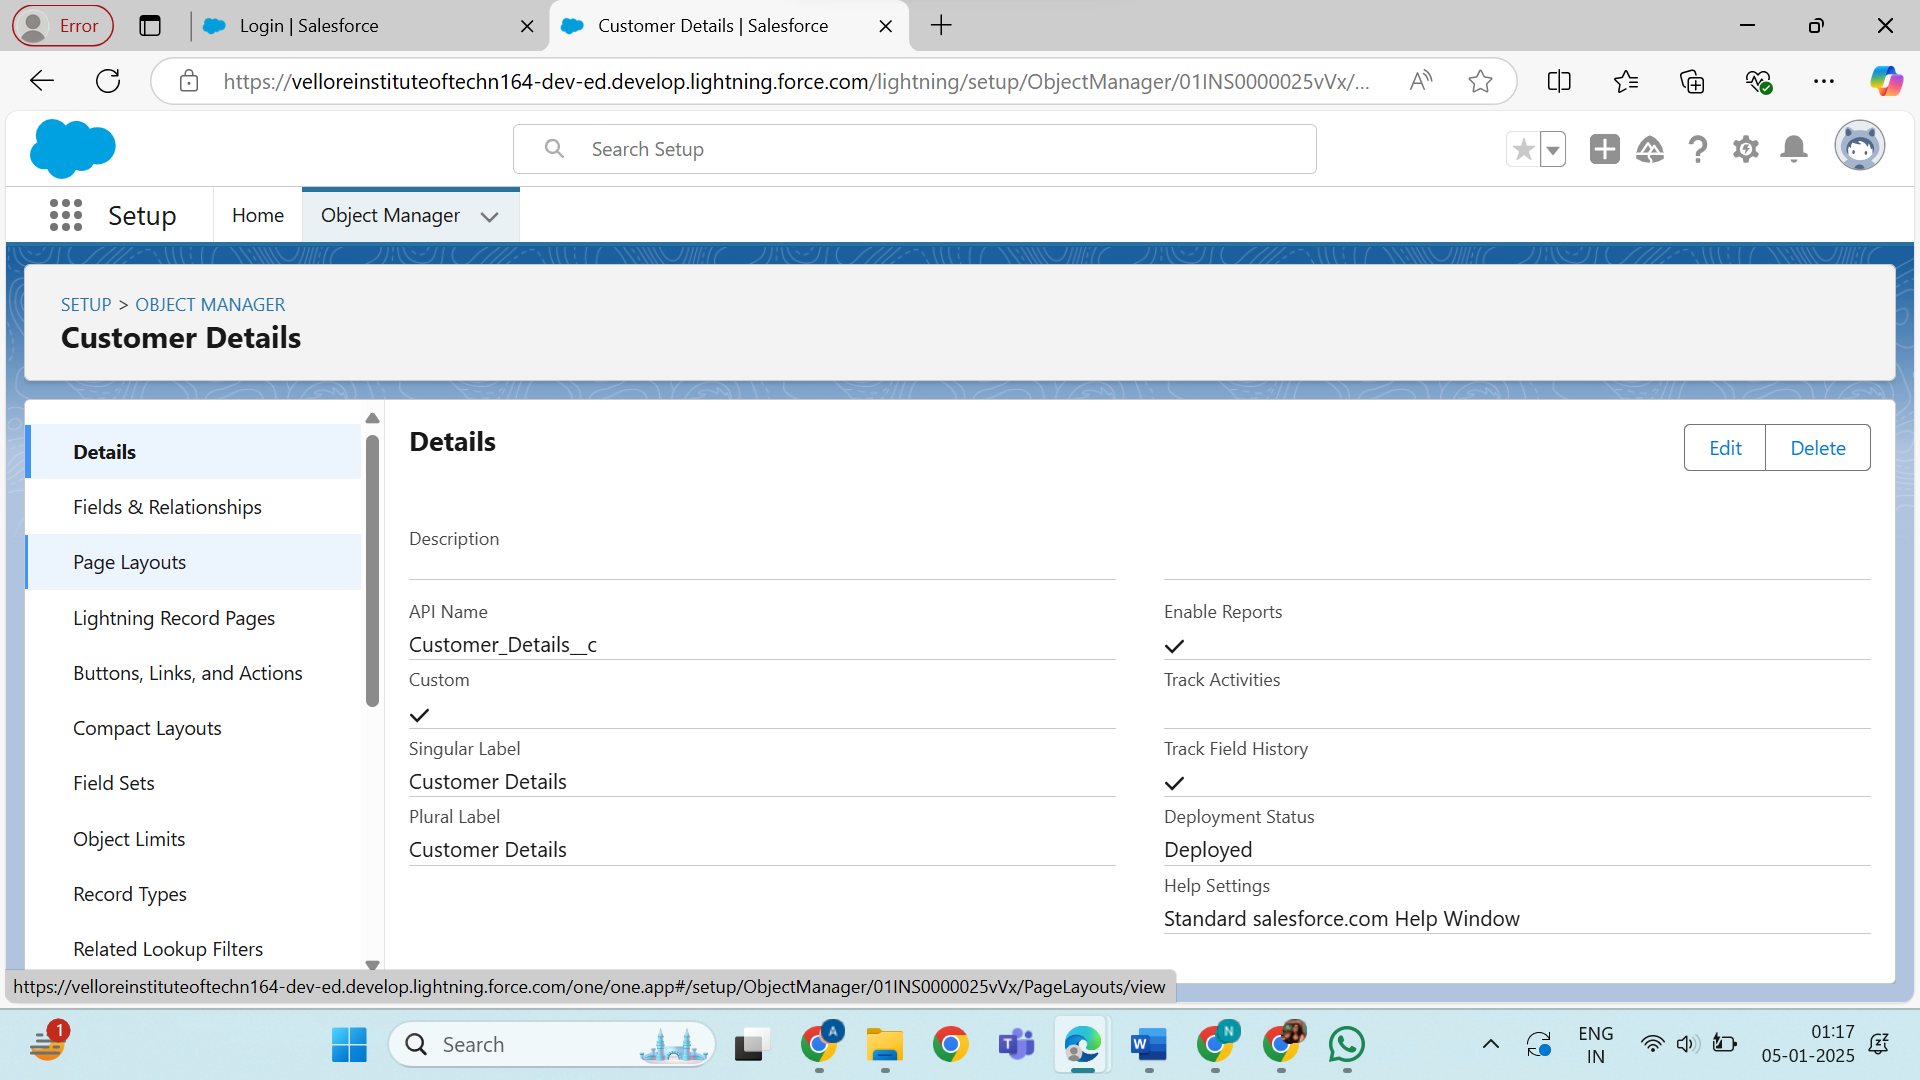 Error
Login | Salesforce
Customer Details | Salesforce
https://velloreinstituteoftechn164-dev-ed.develop.lightning.force.com/lightning/setup/ObjectManager/01INS0000025vVx/...
Search Setup
Setup
Home
Object Manager
SETUP > OBJECT MANAGER
Customer Details
Details
Fields & Relationships
Page Layouts
Lightning Record Pages
Buttons, Links, and Actions
Compact Layouts
Field Sets
Object Limits
Record Types
Related Lookup Filters
Details
Edit
Delete
Description
API Name
Customer_Details__c
Custom
Singular Label
Customer Details
Plural Label
Customer Details
Enable Reports
Track Activities
Track Field History
Deployment Status
Deployed
Help Settings
Standard salesforce.com Help Window
https://velloreinstituteoftechn164-dev-ed.develop.lightning.force.com/one/one.app#/setup/ObjectManager/01INS0000025vVx/PageLayouts/view
1
Search
A
T
W
N
ENG
IN
01:17
05-01-2025